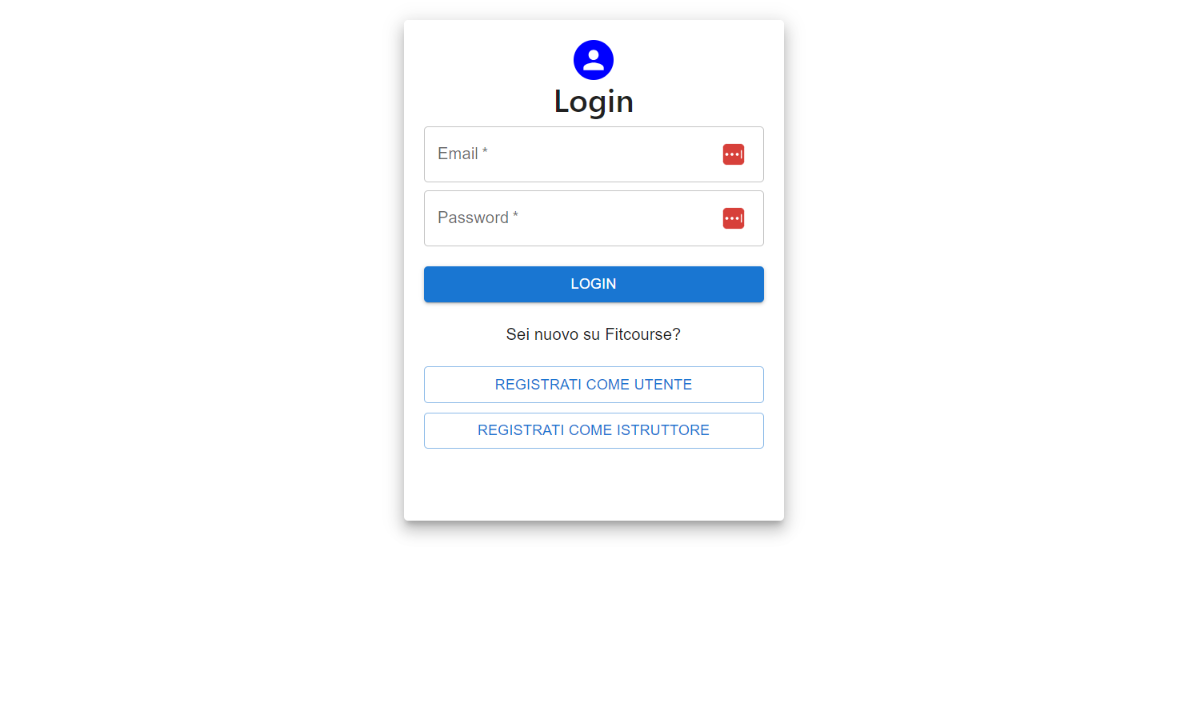 Login
Email *
Password *
LOGIN
Sei nuovo su Fitcourse?
REGISTRATI COME UTENTE
REGISTRATI COME ISTRUTTORE